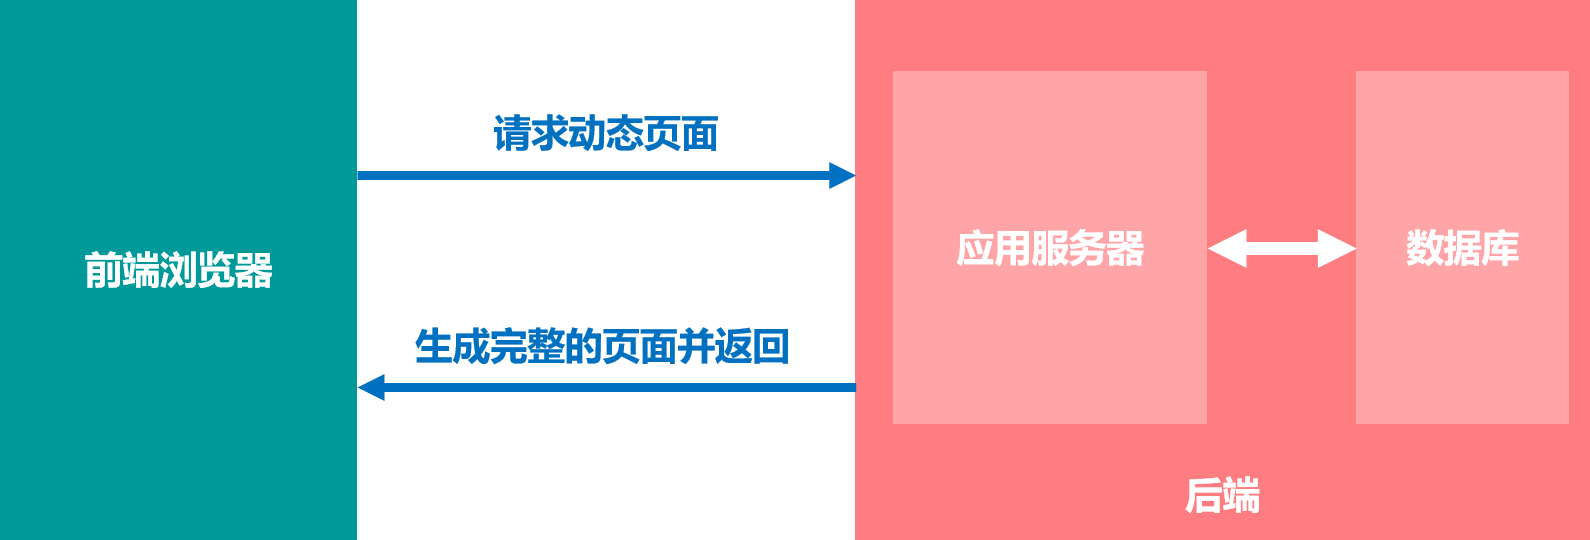 前端浏览器
请求动态页面
生成完整的页面并返回
应用服务器
数据库
后端